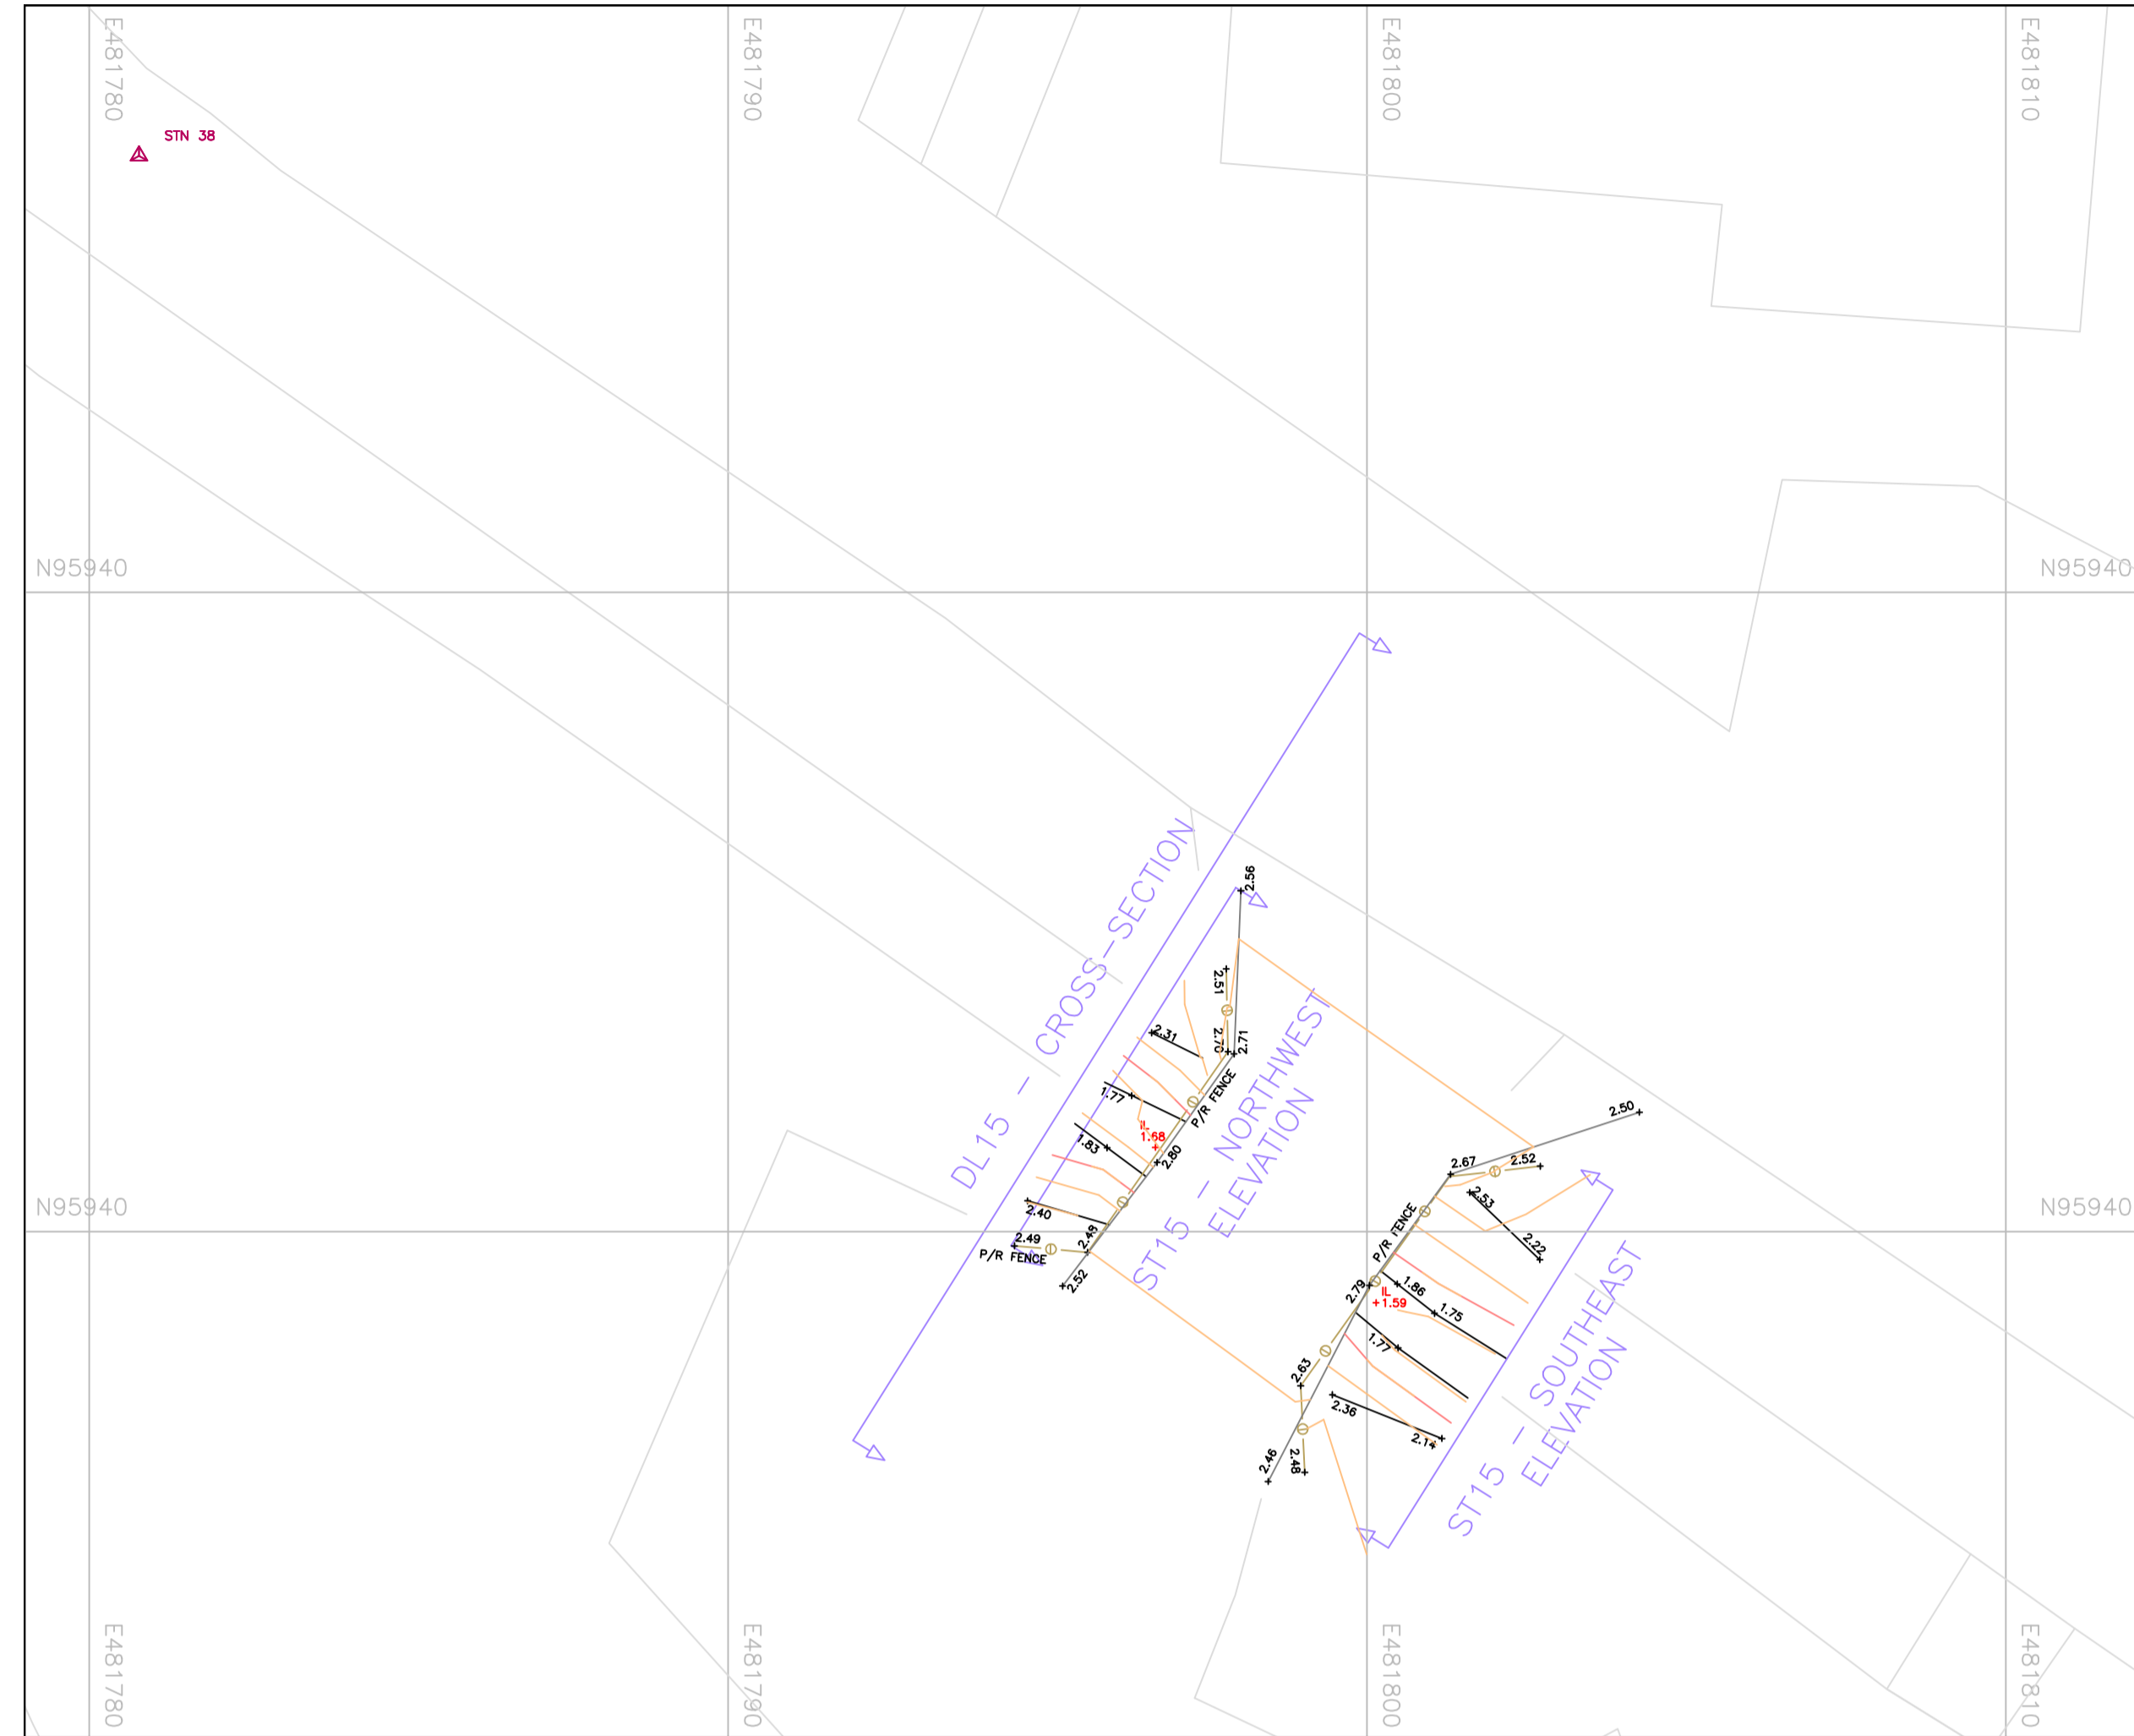 E481780
E481790
E481800
E481810
STN 38
N95940
N95940
DL15 - CROSS-SECTION
2.56
2.51
2.70
2.71
2.31
P/R FENCE
1.77
IL
1.68
1.83
2.80
ST15 - NORTHWEST
ELEVATION
2.50
2.67
2.52
2.53
2.22
N95940
N95940
2.40
2.48
2.49
P/R FENCE
2.52
P/R FENCE
2.79
IL
1.59
1.86
1.75
1.77
2.63
2.36
2.14
2.46
2.48
ST15 - SOUTHEAST
ELEVATION
E481780
E481790
E481800
E481810